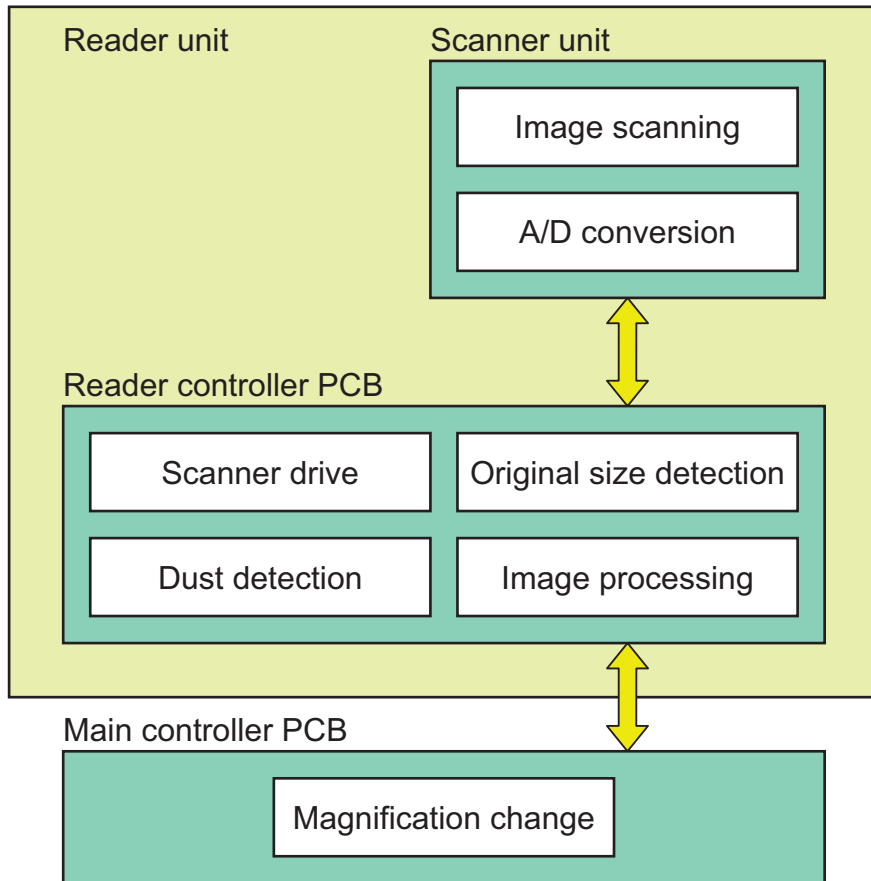 Reader unit
Scanner unit
Image scanning
A/D conversion
Reader controller PCB
Scanner drive
Original size detection
Dust detection
Image processing
Main controller PCB
Magnification change